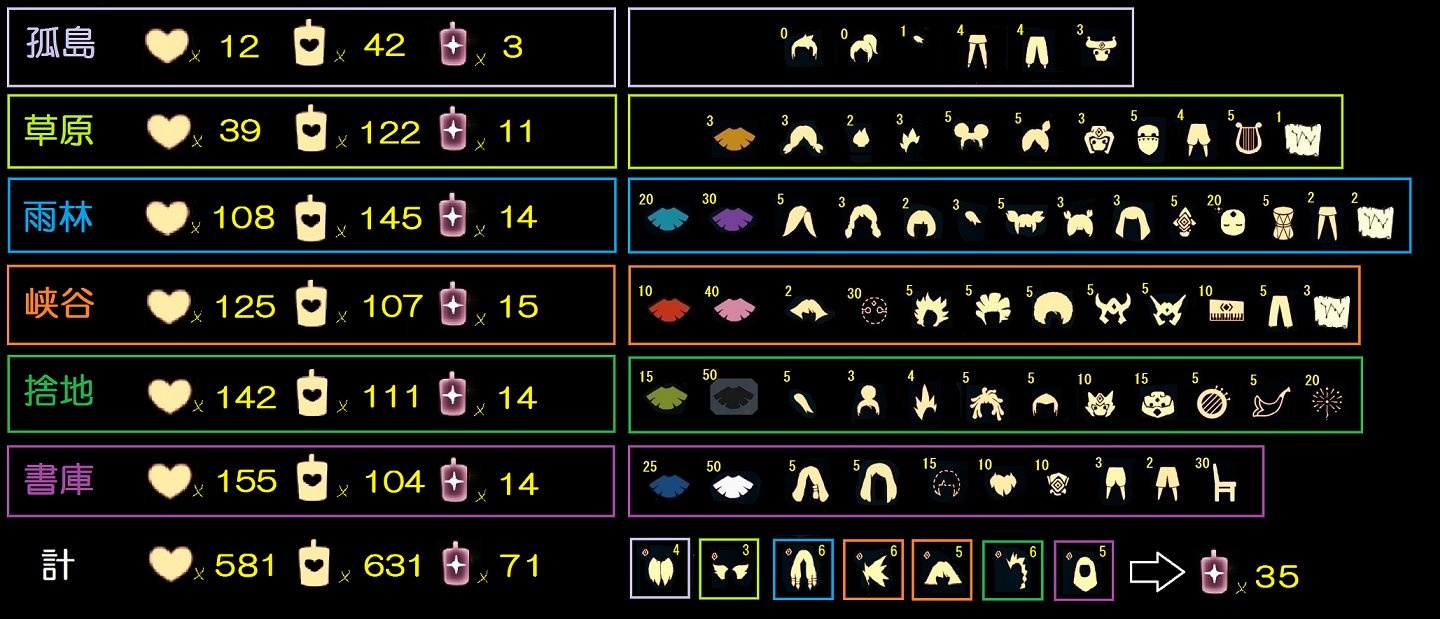 孤島 x 12 x 42 x 3 0 0 1 4 4 3
草原 x 39 x 122 x 11 3 3 2 3 5 5 3 5 4 5 1
雨林 x 108 x 145 x 14 20 30 5 3 2 3 5 3 3 5 20 5 2 2
峡谷 x 125 x 107 x 15 10 40 2 30 5 5 5 5 5 10 5 3
捨地 x 142 x 111 x 14 15 50 5 3 4 5 5 10 15 5 5 20
書庫 x 155 x 104 x 14 25 50 5 5 15 10 10 3 2 30
計 x 581 x 631 x 71 4 3 6 6 5 6 5 x 35